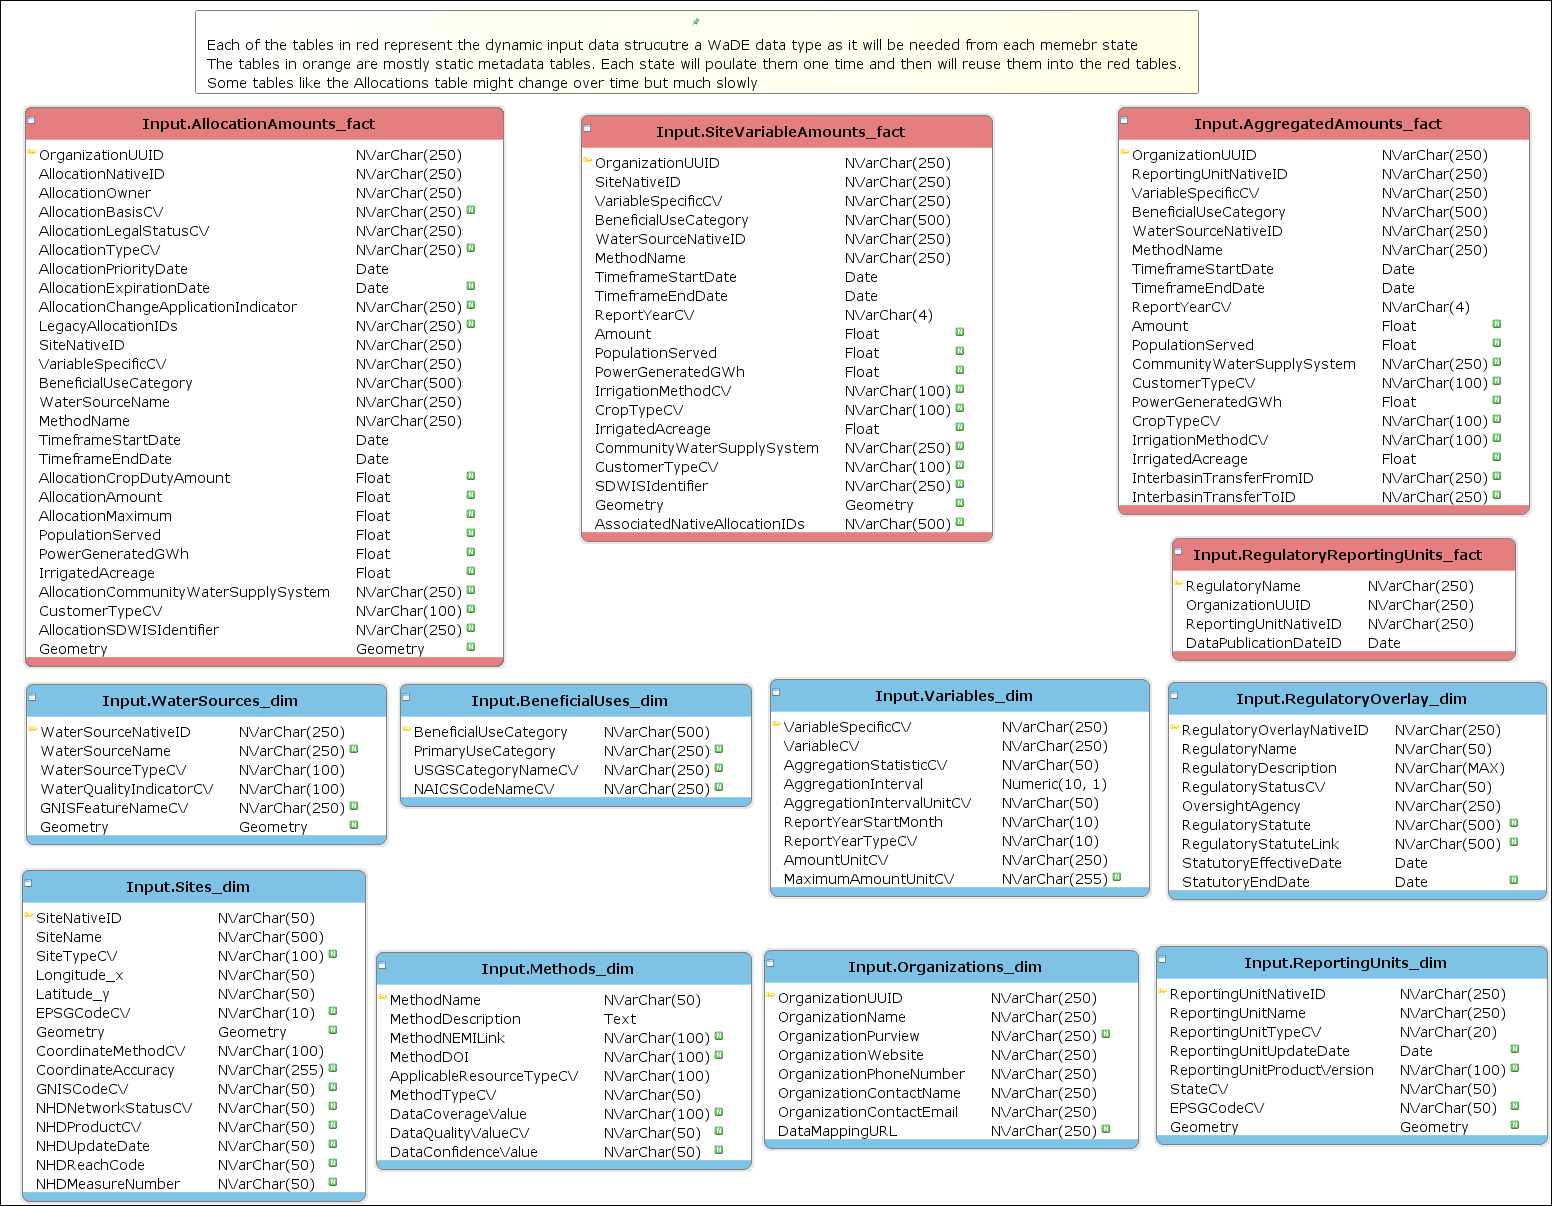 Each of the tables in red represent the dynamic input data strucutre a WaDE data type as it will be needed from each memebr state
The tables in orange are mostly static metadata tables. Each state will poulate them one time and then will reuse them into the red tables.
Some tables like the Allocations table might change over time but much slowly
Input.AllocationAmounts_fact
OrganizationUUID NVarChar(250)
AllocationNativeID NVarChar(250)
AllocationOwner NVarChar(250)
AllocationBasisCV NVarChar(250) N
AllocationLegalStatusCV NVarChar(250)
AllocationTypeCV NVarChar(250) N
AllocationPriorityDate Date
AllocationExpirationDate Date N
AllocationChangeApplicationIndicator NVarChar(250) N
LegacyAllocationIDs NVarChar(250) N
SiteNativeID NVarChar(250)
VariableSpecificCV NVarChar(250)
BeneficialUseCategory NVarChar(500)
WaterSourceName NVarChar(250)
MethodName NVarChar(250)
TimeframeStartDate Date
TimeframeEndDate Date
AllocationCropDutyAmount Float N
AllocationAmount Float N
AllocationMaximum Float N
PopulationServed Float N
PowerGeneratedGWh Float N
IrrigatedAcreage Float N
AllocationCommunityWaterSupplySystem NVarChar(250) N
CustomerTypeCV NVarChar(100) N
AllocationSDWISIdentifier NVarChar(250) N
Geometry Geometry N
Input.SiteVariableAmounts_fact
OrganizationUUID NVarChar(250)
SiteNativeID NVarChar(250)
VariableSpecificCV NVarChar(250)
BeneficialUseCategory NVarChar(500)
WaterSourceNativeID NVarChar(250)
MethodName NVarChar(250)
TimeframeStartDate Date
TimeframeEndDate Date
ReportYearCV NVarChar(4)
Amount Float N
PopulationServed Float N
PowerGeneratedGWh Float N
IrrigationMethodCV NVarChar(100) N
CropTypeCV NVarChar(100) N
IrrigatedAcreage Float N
CommunityWaterSupplySystem NVarChar(250) N
CustomerTypeCV NVarChar(100) N
SDWISIdentifier NVarChar(250) N
Geometry Geometry N
AssociatedNativeAllocationIDs NVarChar(500) N
Input.AggregatedAmounts_fact
OrganizationUUID NVarChar(250)
ReportingUnitNativeID NVarChar(250)
VariableSpecificCV NVarChar(250)
BeneficialUseCategory NVarChar(500)
WaterSourceNativeID NVarChar(250)
MethodName NVarChar(250)
TimeframeStartDate Date
TimeframeEndDate Date
ReportYearCV NVarChar(4)
Amount Float N
PopulationServed Float N
CommunityWaterSupplySystem NVarChar(250) N
CustomerTypeCV NVarChar(100) N
PowerGeneratedGWh Float N
CropTypeCV NVarChar(100) N
IrrigationMethodCV NVarChar(100) N
IrrigatedAcreage Float N
InterbasinTransferFromID NVarChar(250) N
InterbasinTransferToID NVarChar(250) N
Input.RegulatoryReportingUnits_fact
RegulatoryName NVarChar(250)
OrganizationUUID NVarChar(250)
ReportingUnitNativeID NVarChar(250)
DataPublicationDateID Date
Input.WaterSources_dim
WaterSourceNativeID NVarChar(250)
WaterSourceName NVarChar(250) N
WaterSourceTypeCV NVarChar(100)
WaterQualityIndicatorCV NVarChar(100)
GNISFeatureNameCV NVarChar(250) N
Geometry Geometry N
Input.BeneficialUses_dim
BeneficialUseCategory NVarChar(500)
PrimaryUseCategory NVarChar(250) N
USGSCategoryNameCV NVarChar(250) N
NAICSCodeNameCV NVarChar(250) N
Input.Variables_dim
VariableSpecificCV NVarChar(250)
VariableCV NVarChar(250)
AggregationStatisticCV NVarChar(50)
AggregationInterval Numeric(10, 1)
AggregationIntervalUnitCV NVarChar(50)
ReportYearStartMonth NVarChar(10)
ReportYearTypeCV NVarChar(10)
AmountUnitCV NVarChar(250)
MaximumAmountUnitCV NVarChar(255) N
Input.RegulatoryOverlay_dim
RegulatoryOverlayNativeID NVarChar(250)
RegulatoryName NVarChar(50)
RegulatoryDescription NVarChar(MAX)
RegulatoryStatusCV NVarChar(50)
OversightAgency NVarChar(250)
RegulatoryStatute NVarChar(500) N
RegulatoryStatuteLink NVarChar(500) N
StatutoryEffectiveDate Date
StatutoryEndDate Date N
Input.Sites_dim
SiteNativeID NVarChar(50)
SiteName NVarChar(500)
SiteTypeCV NVarChar(100) N
Longitude_x NVarChar(50)
Latitude_y NVarChar(50)
EPSGCodeCV NVarChar(10) N
Geometry Geometry N
CoordinateMethodCV NVarChar(100)
CoordinateAccuracy NVarChar(255) N
GNISCodeCV NVarChar(50) N
NHDNetworkStatusCV NVarChar(50) N
NHDProductCV NVarChar(50) N
NHDUpdateDate NVarChar(50) N
NHDReachCode NVarChar(50) N
NHDMeasureNumber NVarChar(50) N
Input.Methods_dim
MethodName NVarChar(50)
MethodDescription Text
MethodNEMILink NVarChar(100) N
MethodDOI NVarChar(100) N
ApplicableResourceTypeCV NVarChar(100)
MethodTypeCV NVarChar(50)
DataCoverageValue NVarChar(100) N
DataQualityValueCV NVarChar(50) N
DataConfidenceValue NVarChar(50) N
Input.Organizations_dim
OrganizationUUID NVarChar(250)
OrganizationName NVarChar(250)
OrganizationPurview NVarChar(250) N
OrganizationWebsite NVarChar(250)
OrganizationPhoneNumber NVarChar(250)
OrganizationContactName NVarChar(250)
OrganizationContactEmail NVarChar(250)
DataMappingURL NVarChar(250) N
Input.ReportingUnits_dim
ReportingUnitNativeID NVarChar(250)
ReportingUnitName NVarChar(250)
ReportingUnitTypeCV NVarChar(20)
ReportingUnitUpdateDate Date N
ReportingUnitProductVersion NVarChar(100) N
StateCV NVarChar(50)
EPSGCodeCV NVarChar(50) N
Geometry Geometry N